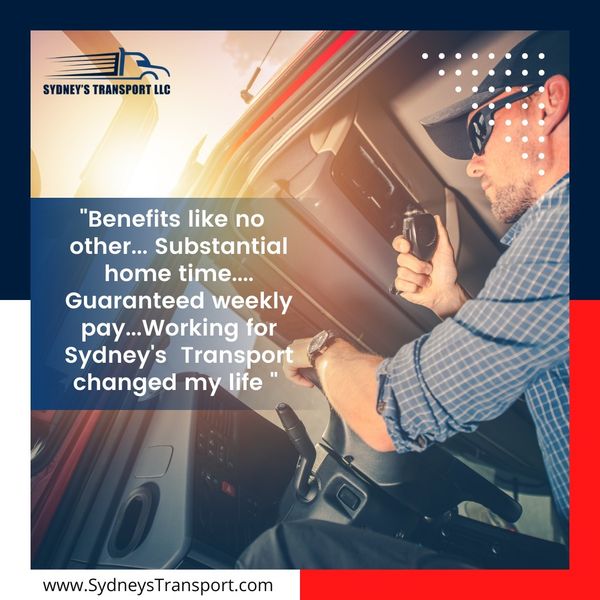 SYDNEY'S TRANSPORT LLC
"Benefits like no
other... Substantial
home time....
Guaranteed weekly
pay...Working for
Sydney's Transport
changed my life "
www.SydneysTransport.com